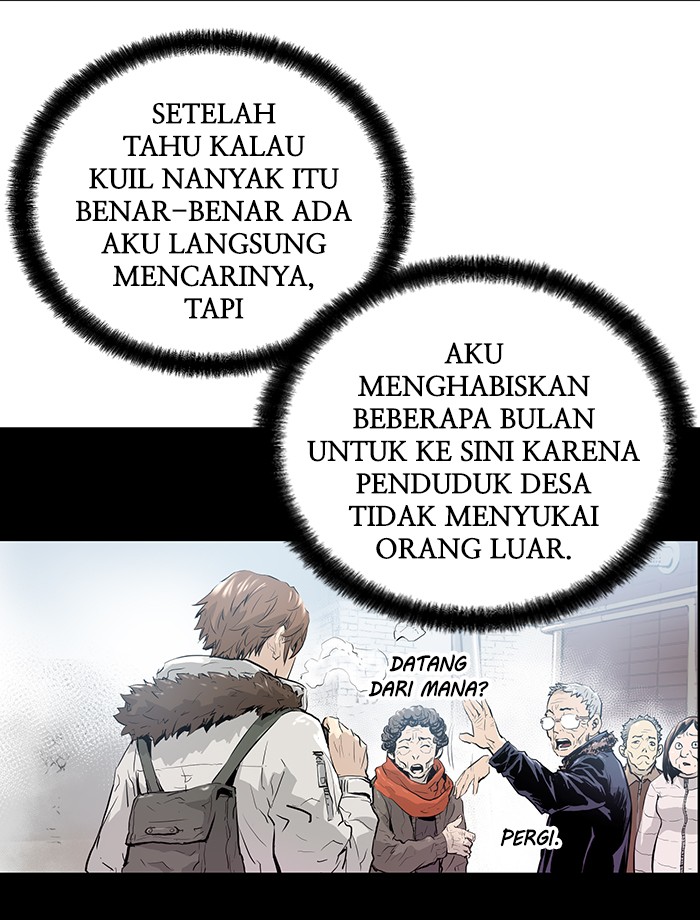 SETELAH
TAHU KALAU
KUIL NANYAK ITU
BENAR-BENAR ADA
AKU LANGSUNG
MENCARINYA,
TAPI
AKU
MENGHABISKAN
BEBERAPA BULAN
UNTUK KE SINI KARENA
PENDUDUK DESA
TIDAK MENYUKAI
ORANG LUAR.
DATANG
DARI MANA?
PERGI.